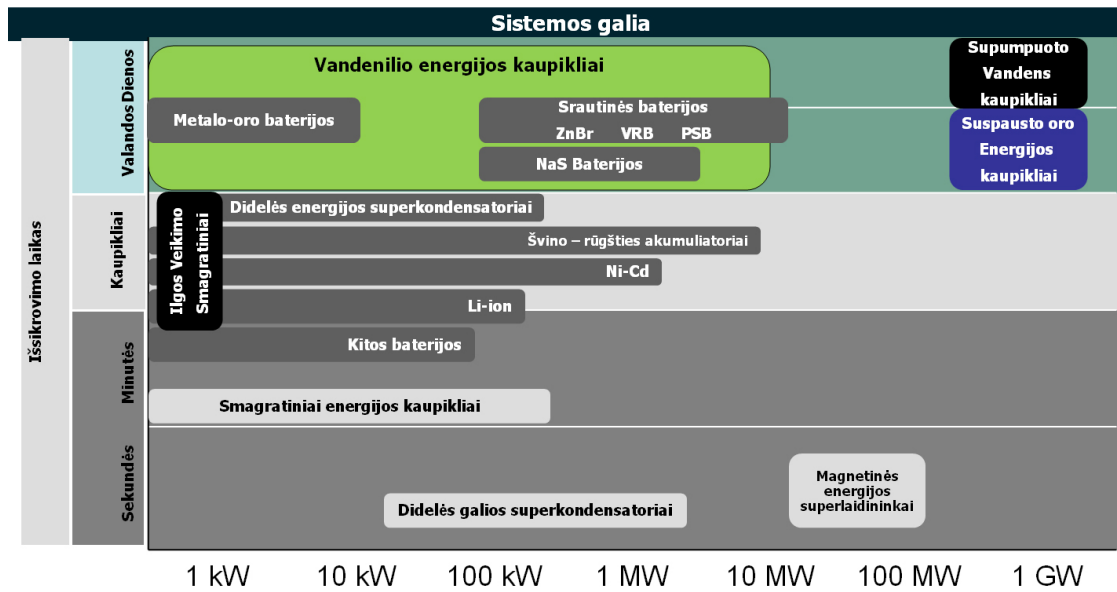 Sistemos galia
Išsikrovimo laikas
Dienos
Valandos
Kaupikliai
Minutės
Sekundės
Vandenilio energijos kaupikliai
Supumpuoto
Vandens
kaupikliai
Metalo-oro baterijos
Srautinės baterijos
ZnBr VRB PSB
NaS Baterijos
Suspausto oro
Energijos
kaupikliai
Ilgos Veikimo
Smagratiniai
Didelės energijos superkondensatoriai
Švino – rūgšties akumuliatoriai
Ni-Cd
Li-ion
Kitos baterijos
Smagratiniai energijos kaupikliai
Didelės galios superkondensatoriai
Magnetinės
energijos
superlaidininkai
1 kW 10 kW 100 kW 1 MW 10 MW 100 MW 1 GW